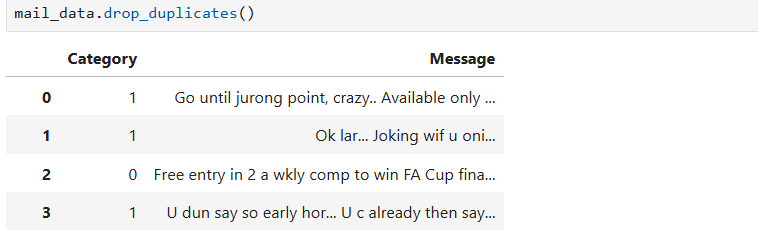 mail_data.drop_duplicates()
Category Message
0 1 Go until jurong point, crazy.. Available only ...
1 1 Ok lar... Joking wif u oni...
2 0 Free entry in 2 a wkly comp to win FA Cup fina...
3 1 U dun say so early hor... U c already then say...